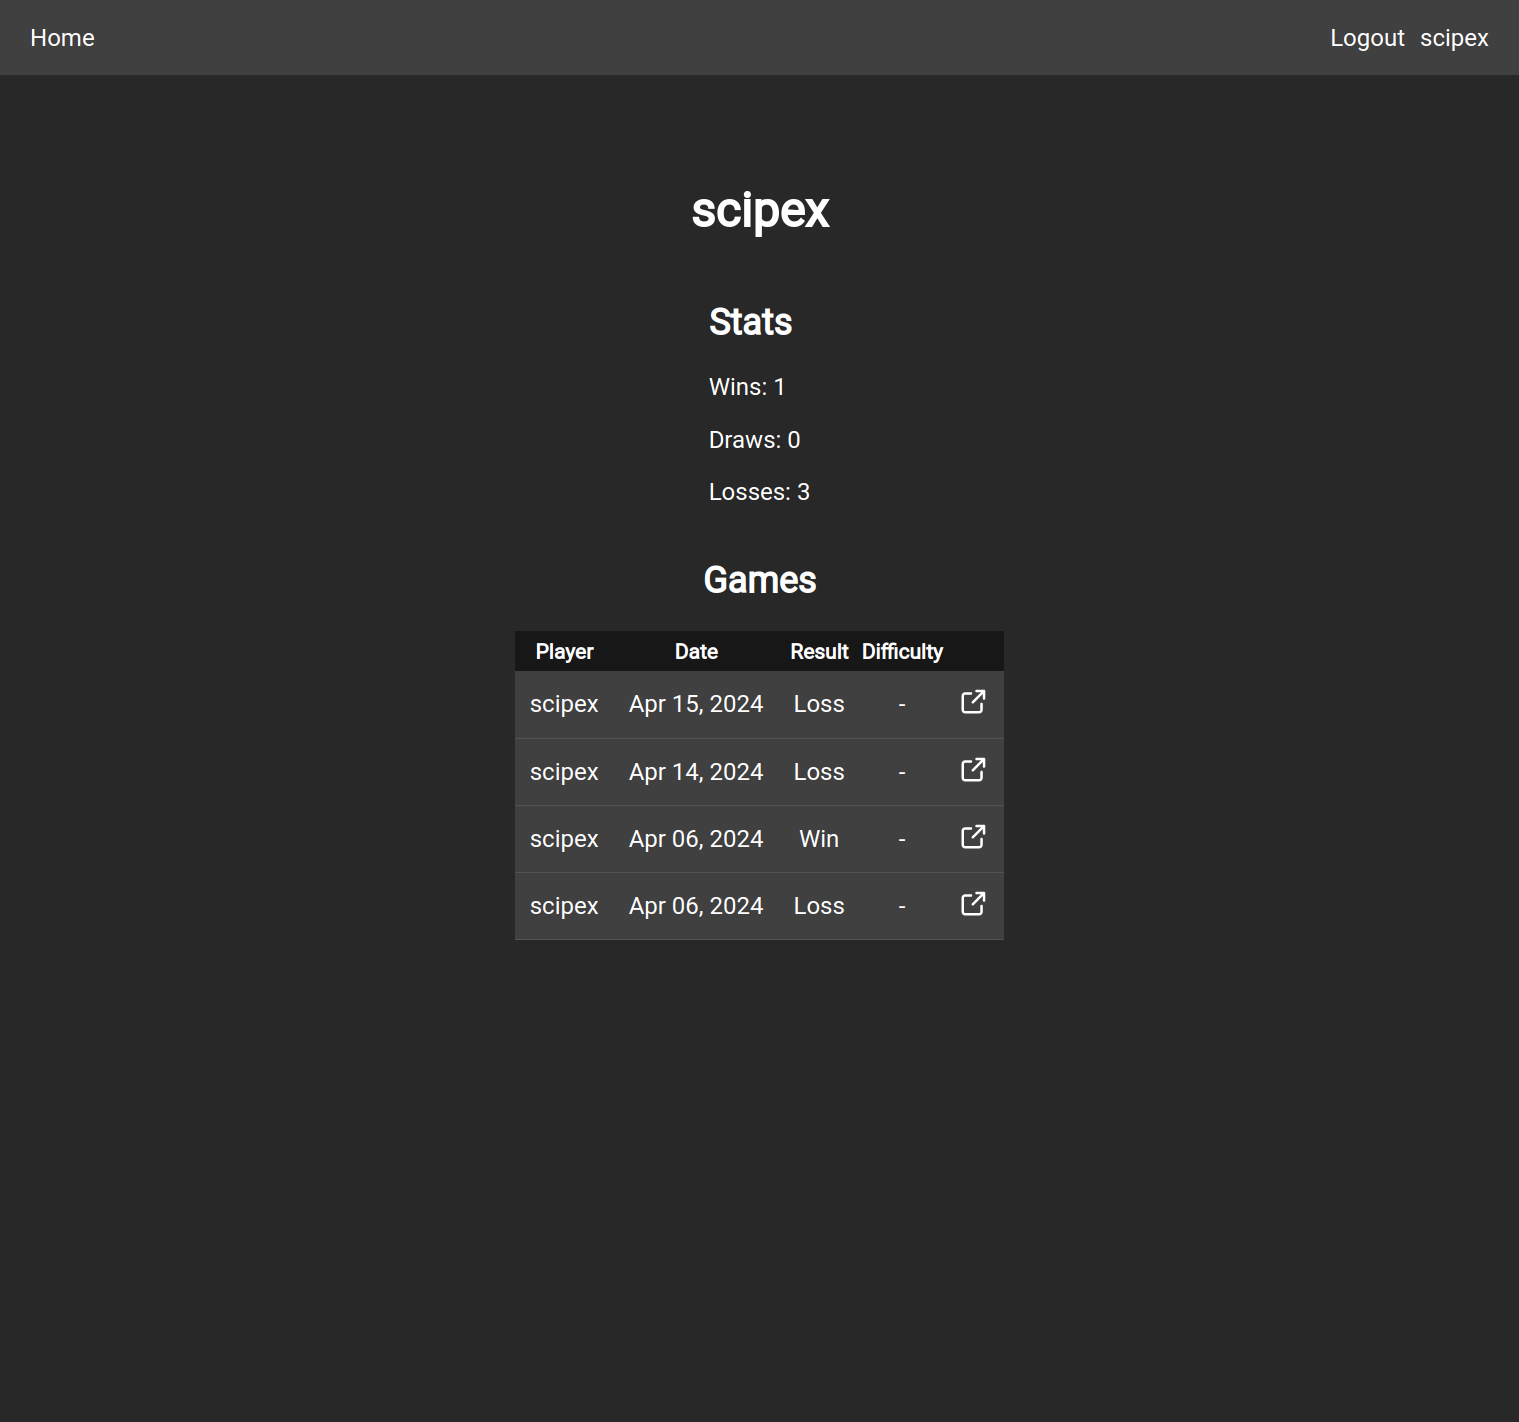 Home Logout scipex
scipex
Stats
Wins: 1
Draws: 0
Losses: 3
Games
Player Date Result Difficulty
scipex Apr 15, 2024 Loss -
scipex Apr 14, 2024 Loss -
scipex Apr 06, 2024 Win -
scipex Apr 06, 2024 Loss -